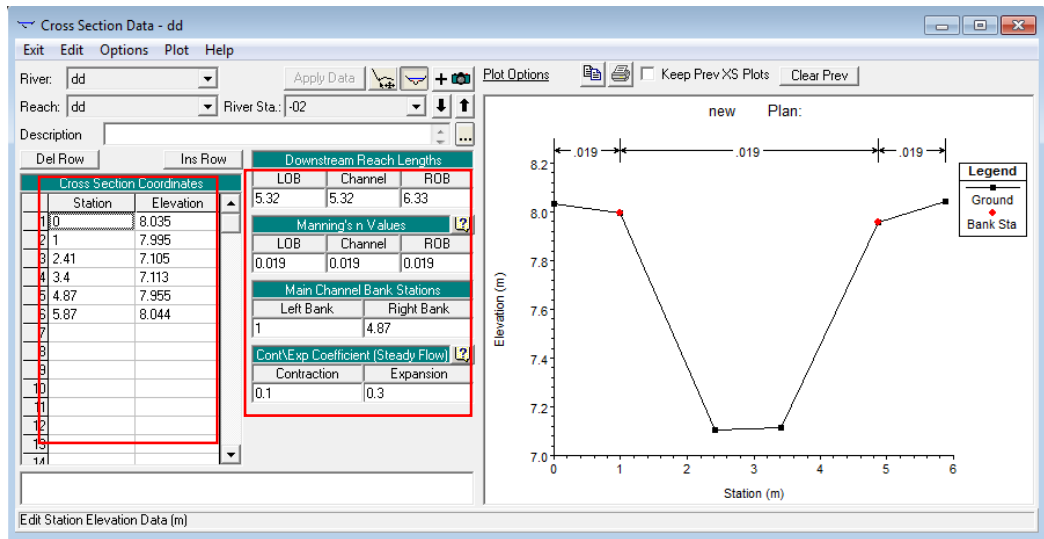 Cross Section Data - dd
Exit Edit Options Plot Help
River: dd Apply Data
Reach: dd River Sta.: -02
Description ...
Del Row Ins Row
Cross Section Coordinates
Station Elevation
1 0 8.035
2 1 7.995
3 2.41 7.105
4 3.4 7.113
5 4.87 7.955
6 5.87 8.044
7
8
9
10
11
12
13
14
Downstream Reach Lengths
LOB Channel ROB
5.32 5.32 6.33
Manning's n Values ?
LOB Channel ROB
0.019 0.019 0.019
Main Channel Bank Stations
Left Bank Right Bank
1 4.87
Cont\Exp Coefficient (Steady Flow) ?
Contraction Expansion
0.1 0.3
Edit Station Elevation Data (m)
Plot Options Keep Prev XS Plots Clear Prev
new Plan:
.019 .019 .019
8.2
8.0
7.8
7.6
7.4
7.2
7.0
Elevation (m)
0 1 2 3 4 5 6
Station (m)
Legend
Ground
Bank Sta